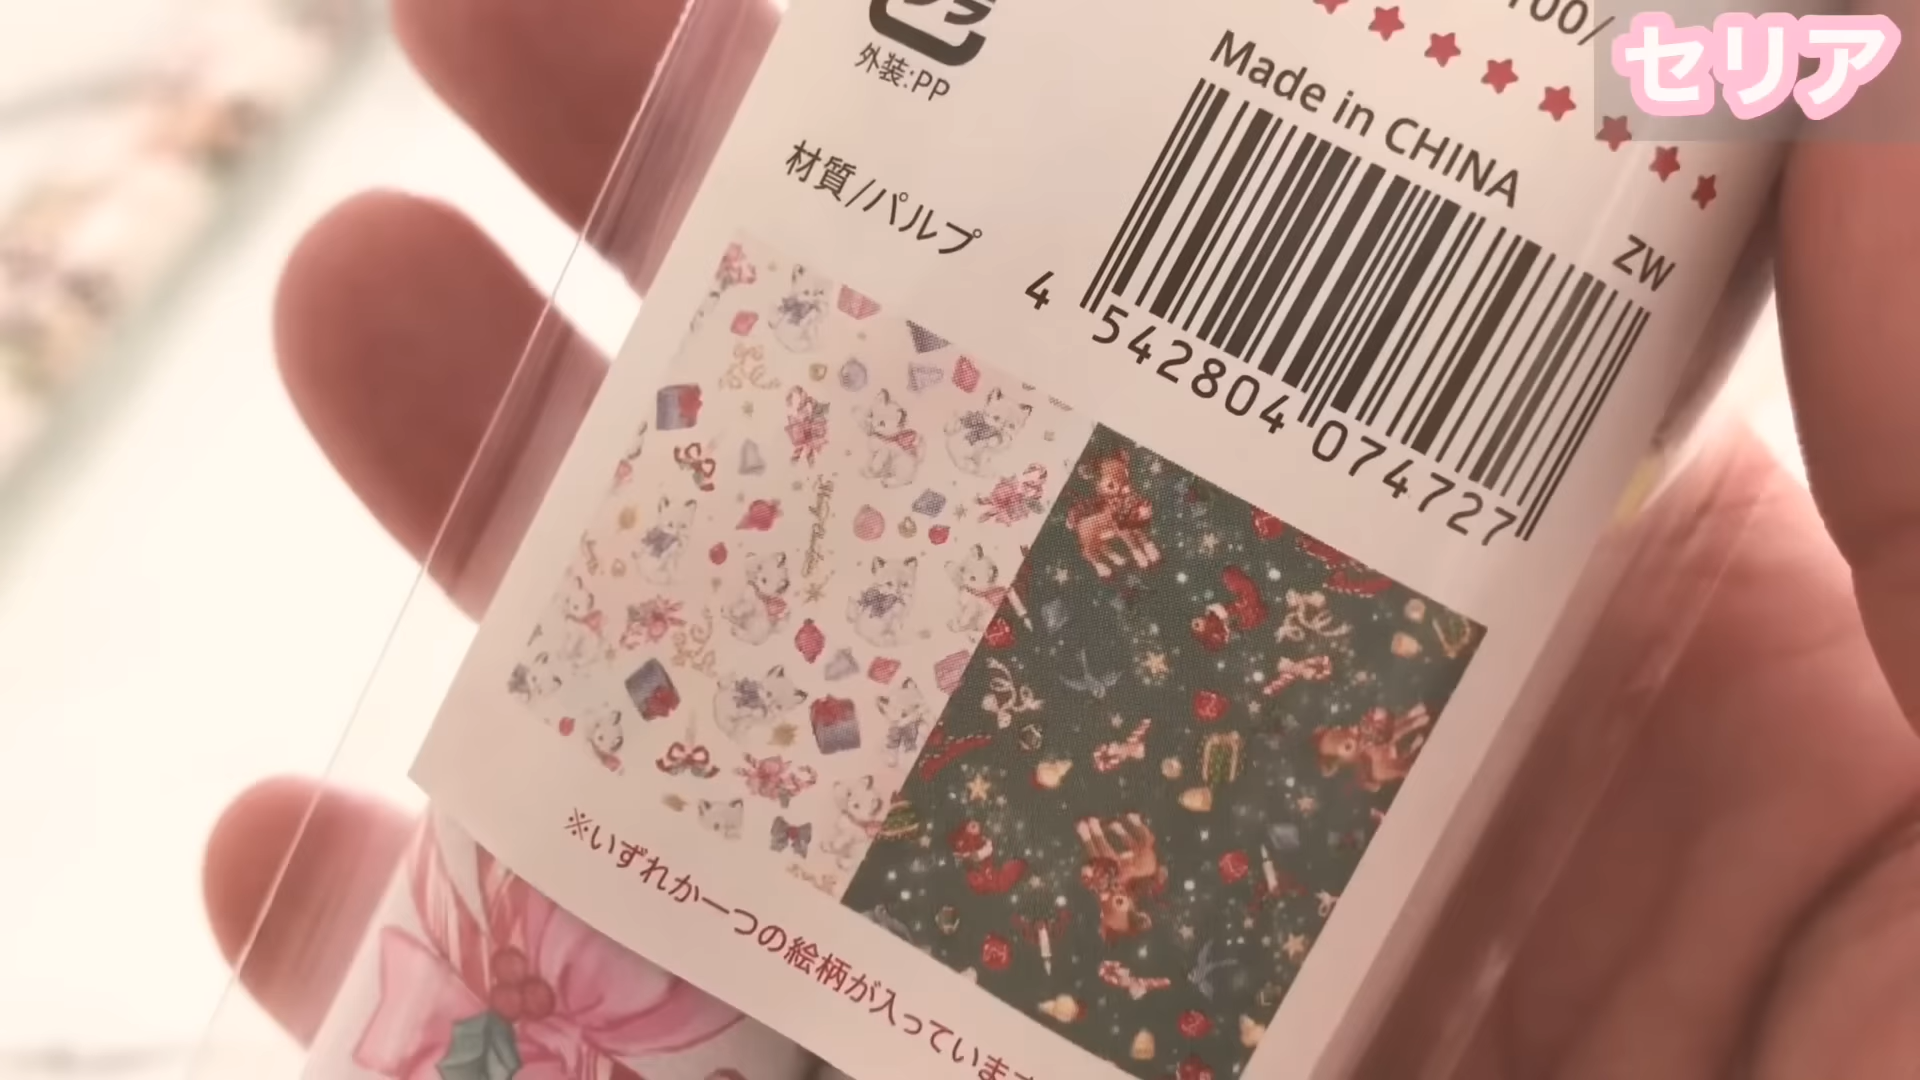 セリア
外装:PP
Made in CHINA
材質/パルプ
ZW
4 542804 074727
※いずれか一つの絵柄が入っています